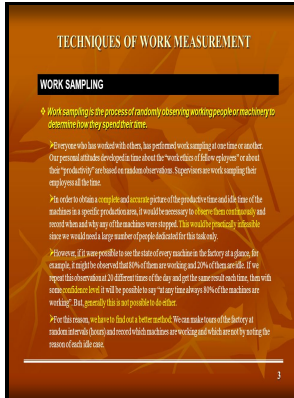 TECHNIQUES OF WORK MEASUREMENT
WORK SAMPLING
Work sampling is the process of randomly observing working people or machinery to
determine how they spend their time.
Everyone who has worked with others, has performed work sampling at one time or another.
Our personal attitudes developed in time about the "work ethics of fellow eployees" or about
their "productivity" are based on random observations. Supervisors are work sampling their
employess all the time.
In order to obtain a complete and accurate picture of the productive time and idle time of the
machines in a specific production area, it would be necessary to observe them continuously and
record when and why any of the machines were stopped. This would be practically infeasible
since we would need a large number of people dedicated for this task only.
However, if it were possible to see the state of every machine in the factory at a glance, for
example, it might be observed that 80% of them are working and 20% of them are idle. If we
repeat this observation at 20 different times of the day and get the same result each time, then with
some confidence level it will be possible to say "at any time always 80% of the machines are
working". But, generally this is not possible to do either.
For this reason, we have to find out a better method; We can make tours of the factory at
random intervals (hours) and record which machines are working and which are not by noting the
reason of each idle case.
3